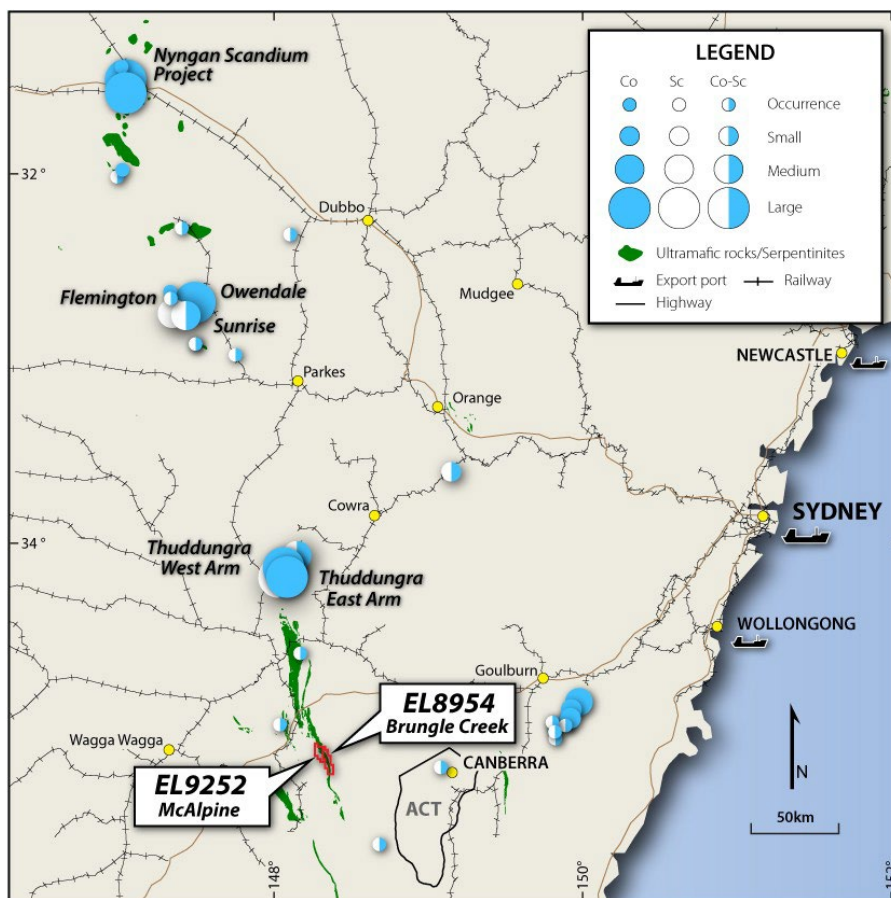 Nyngan Scandium
Project
LEGEND
Co Sc Co-Sc
Occurrence
Small
Medium
Large
Ultramafic rocks/Serpentinites
Export port Railway
Highway
32°
Dubbo
Mudgee
Flemington
Owendale
Sunrise
NEWCASTLE
Parkes
Orange
Cowra
SYDNEY
34°
Thuddungra
West Arm
Thuddungra
East Arm
WOLLONGONG
Goulburn
EL8954
Brungle Creek
Wagga Wagga
CANBERRA
EL9252
McAlpine
ACT
N
50km
148°
150°
152°